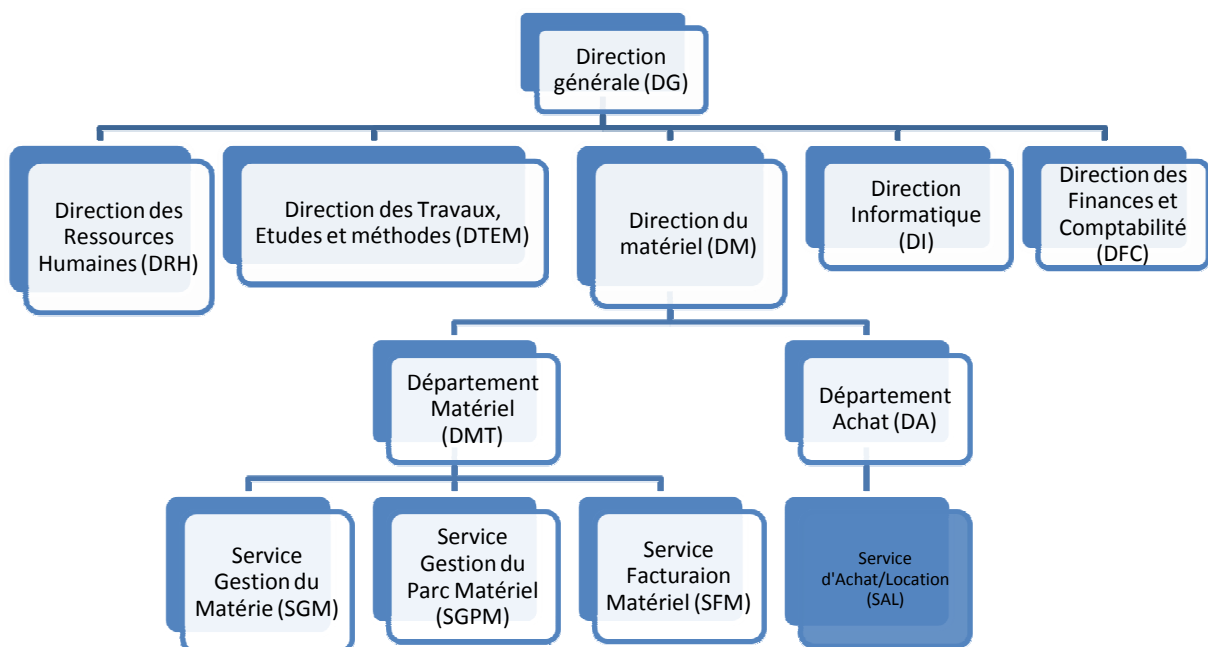 Direction
générale (DG)
Direction des
Ressources
Humaines (DRH)
Direction des Travaux,
Etudes et méthodes (DTEM)
Direction du
matériel (DM)
Direction
Informatique
(DI)
Direction des
Finances et
Comptabilité
(DFC)
Département
Matériel
(DMT)
Département
Achat (DA)
Service
Gestion du
Matérie (SGM)
Service
Gestion du
Parc Matériel
(SGPM)
Service
Facturaion
Matériel (SFM)
Service
d'Achat/Location
(SAL)